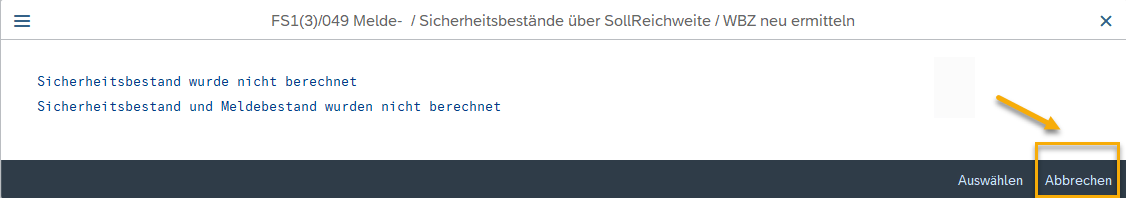 FS1(3)/049 Melde-  / Sicherheitsbestände über SollReichweite / WBZ neu ermitteln
Sicherheitsbestand wurde nicht berechnet
Sicherheitsbestand und Meldebestand wurden nicht berechnet
Auswählen Abbrechen